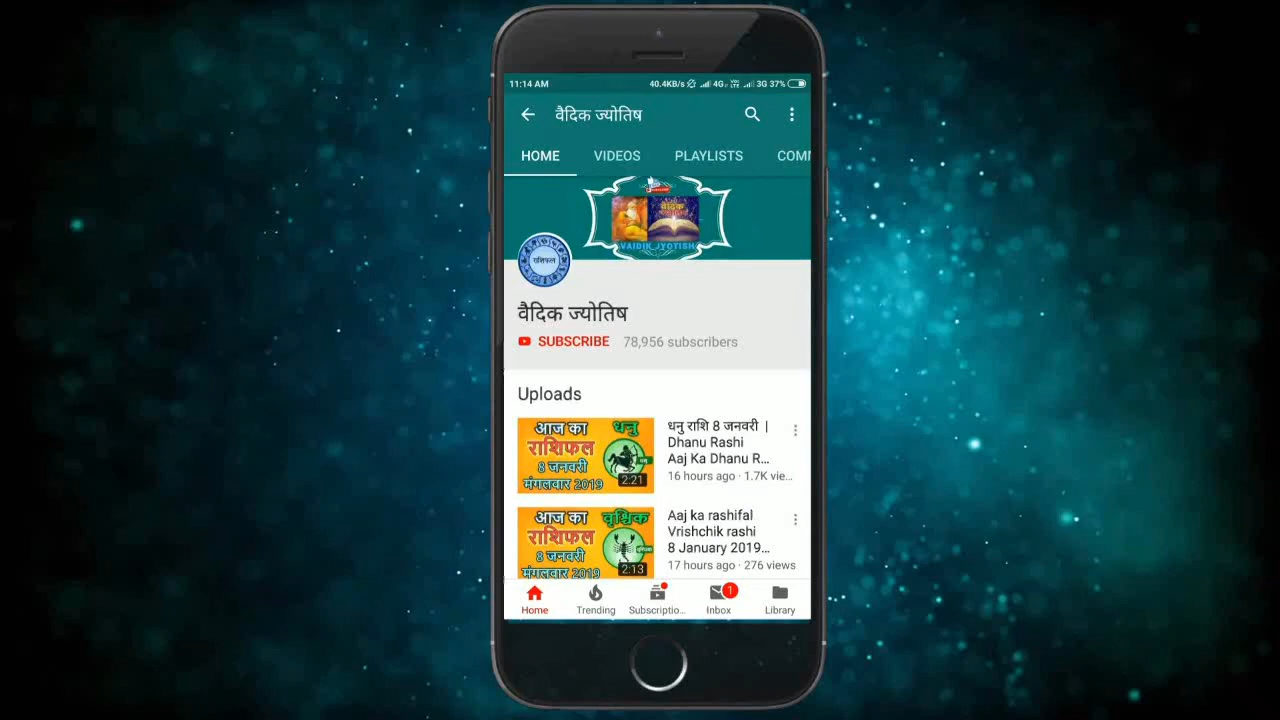 11:14 AM 40.4KB/s 4G VoLTE 3G 37%
वैदिक ज्योतिष
HOME VIDEOS PLAYLISTS COMM
वैदिक
VAIDIK JYOTISH
राशिफल
वैदिक ज्योतिष
SUBSCRIBE 78,956 subscribers
Uploads
आज का धनु
राशिफल
8 जनवरी
मंगलवार 2019 2:21
धनु राशि 8 जनवरी |
Dhanu Rashi
Aaj Ka Dhanu R...
16 hours ago · 1.7K vie...
आज का वृश्चिक
राशिफल
8 जनवरी
मंगलवार 2019 2:13
Aaj ka rashifal
Vrishchik rashi
8 January 2019...
17 hours ago · 276 views
1
Home Trending Subscriptio... Inbox Library